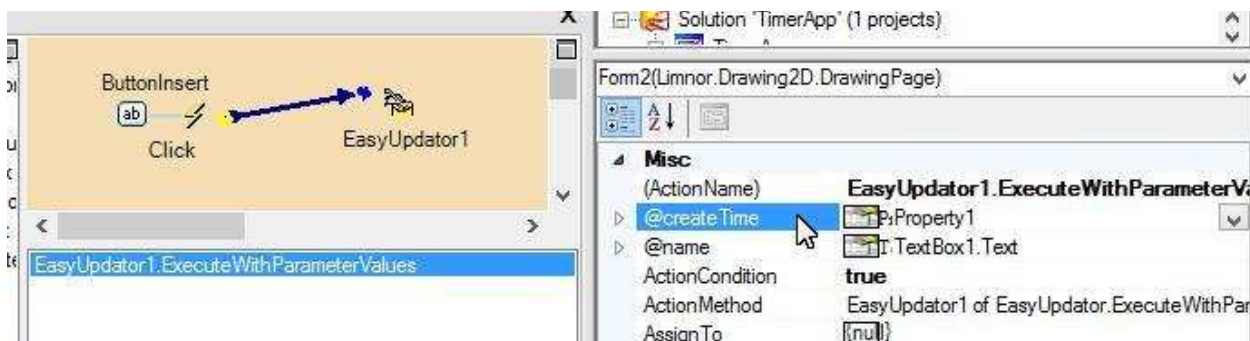 ButtonInsert
ab
Click
EasyUpdator1
EasyUpdator1.ExecuteWithParameterValues
Solution 'TimerApp' (1 projects)
Form2(Limnor.Drawing2D.DrawingPage)
A
Z
Misc
(ActionName) EasyUpdator1.ExecuteWithParameterVa
@createTime Property1
@name TextBox1.Text
ActionCondition true
ActionMethod EasyUpdator1 of EasyUpdator.ExecuteWithPar
AssignTo {null}